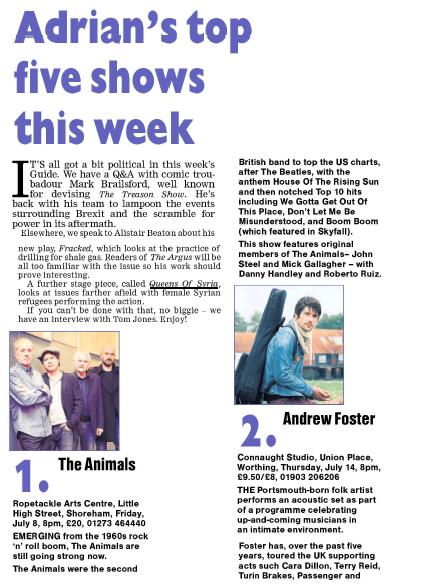 Adrian's top
five shows
this week
IT'S all got a bit political in this week's
Guide. We have a Q&A with comic trou-
badour Mark Brailsford, well known
for devising The Treason Show. He's
back with his team to lampoon the events
surrounding Brexit and the scramble for
power in its aftermath.
Elsewhere, we speak to Alistair Beaton about his
new play, Fracked, which looks at the practice of
drilling for shale gas. Readers of The Argus will be
all too familiar with the issue so his work should
prove interesting.
A further stage piece, called Queens Of Syria,
looks at issues farther afield with female Syrian
refugees performing the action.
If you can't be done with that, no biggie – we
have an interview with Tom Jones. Enjoy!
1. The Animals
Ropetackle Arts Centre, Little
High Street, Shoreham, Friday,
July 8, 8pm, £20, 01273 464440
EMERGING from the 1960s rock
'n' roll boom, The Animals are
still going strong now.
The Animals were the second
British band to top the US charts,
after The Beatles, with the
anthem House Of The Rising Sun
and then notched Top 10 hits
including We Gotta Get Out Of
This Place, Don't Let Me Be
Misunderstood, and Boom Boom
(which featured in Skyfall).
This show features original
members of The Animals– John
Steel and Mick Gallagher – with
Danny Handley and Roberto Ruiz.
2. Andrew Foster
Connaught Studio, Union Place,
Worthing, Thursday, July 14, 8pm,
£9.50/£8, 01903 206206
THE Portsmouth-born folk artist
performs an acoustic set as part
of a programme celebrating
up-and-coming musicians in
an intimate environment.
Foster has, over the past five
years, toured the UK supporting
acts such Cara Dillon, Terry Reid,
Turin Brakes, Passenger and